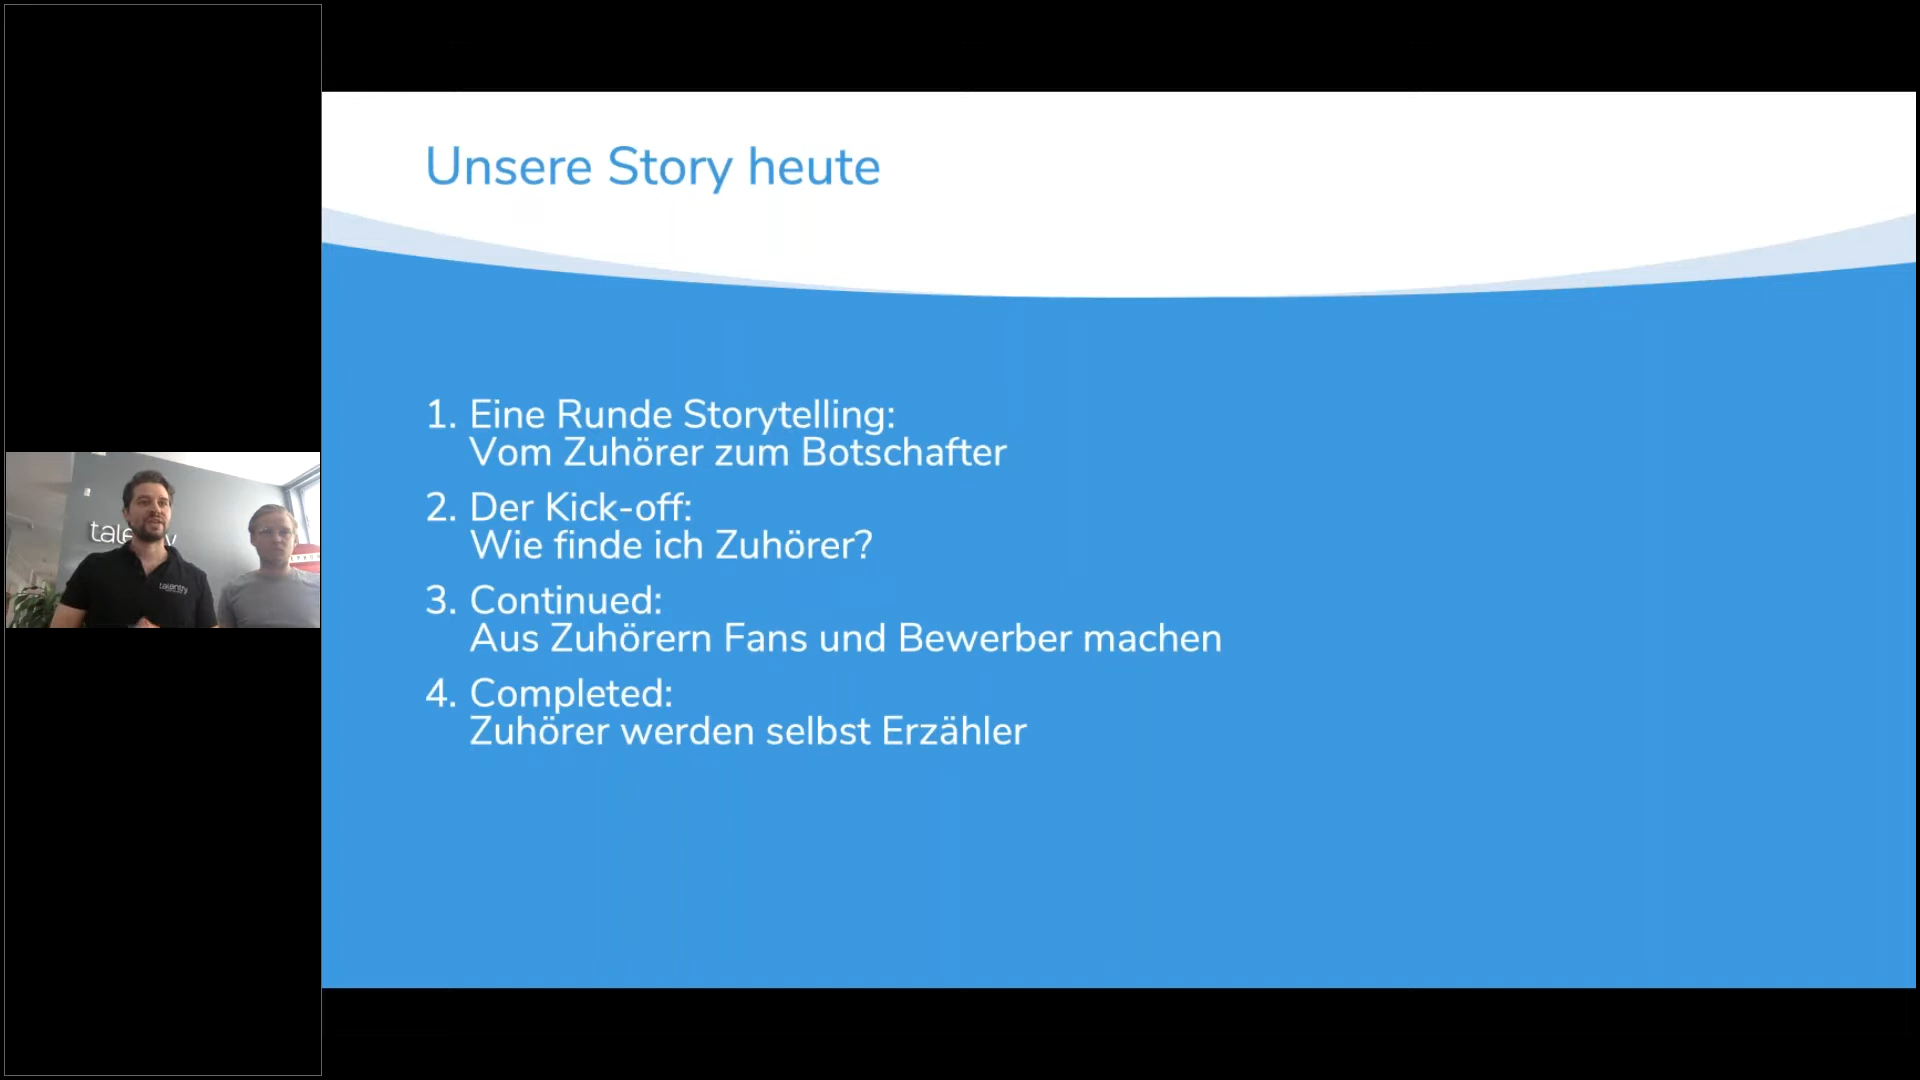 Unsere Story heute
1. Eine Runde Storytelling:
Vom Zuhörer zum Botschafter
2. Der Kick-off:
Wie finde ich Zuhörer?
3. Continued:
Aus Zuhörern Fans und Bewerber machen
4. Completed:
Zuhörer werden selbst Erzähler
talentry